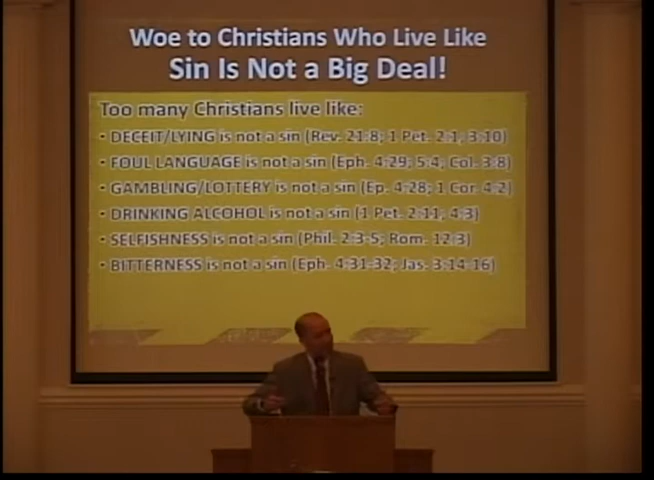 Woe to Christians Who Live Like
Sin Is Not a Big Deal!
Too many Christians live like:
• DECEIT/LYING is not a sin (Rev. 21:8; 1 Pet. 2:1, 3:10)
• FOUL LANGUAGE is not a sin (Eph. 4:29; 5:4; Col. 3:8)
• GAMBLING/LOTTERY is not a sin (Ep. 4:28; 1 Cor. 4:2)
• DRINKING ALCOHOL is not a sin (1 Pet. 2:11, 4:3)
• SELFISHNESS is not a sin (Phil. 2:3-5; Rom. 12:3)
• BITTERNESS is not a sin (Eph. 4:31-32; Jas. 3:14-16)